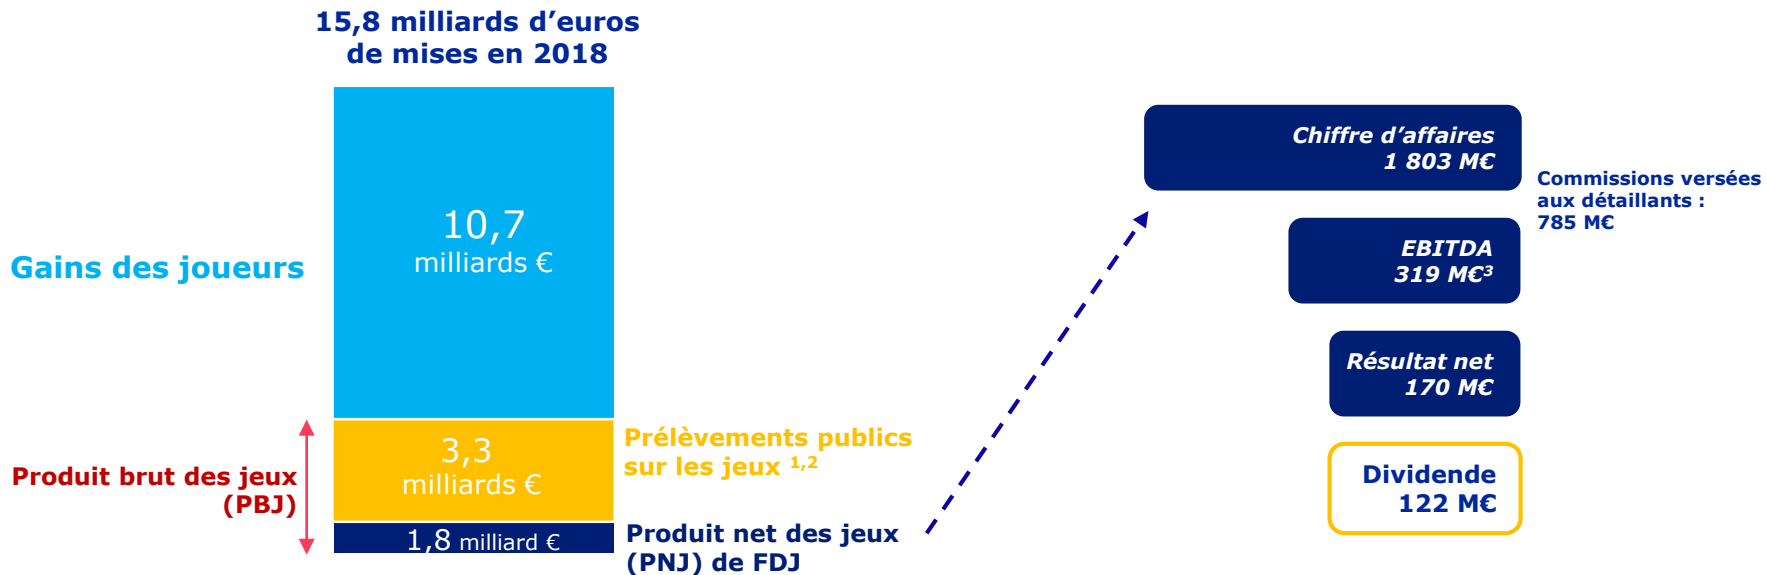 15,8 milliards d’euros
de mises en 2018
Gains des joueurs
10,7
milliards €
Produit brut des jeux
(PBJ)
3,3
milliards €
Prélèvements publics
sur les jeux 1,2
1,8 milliard €
Produit net des jeux
(PNJ) de FDJ
Chiffre d’affaires
1 803 M€
Commissions versées
aux détaillants :
785 M€
EBITDA
319 M€3
Résultat net
170 M€
Dividende
122 M€